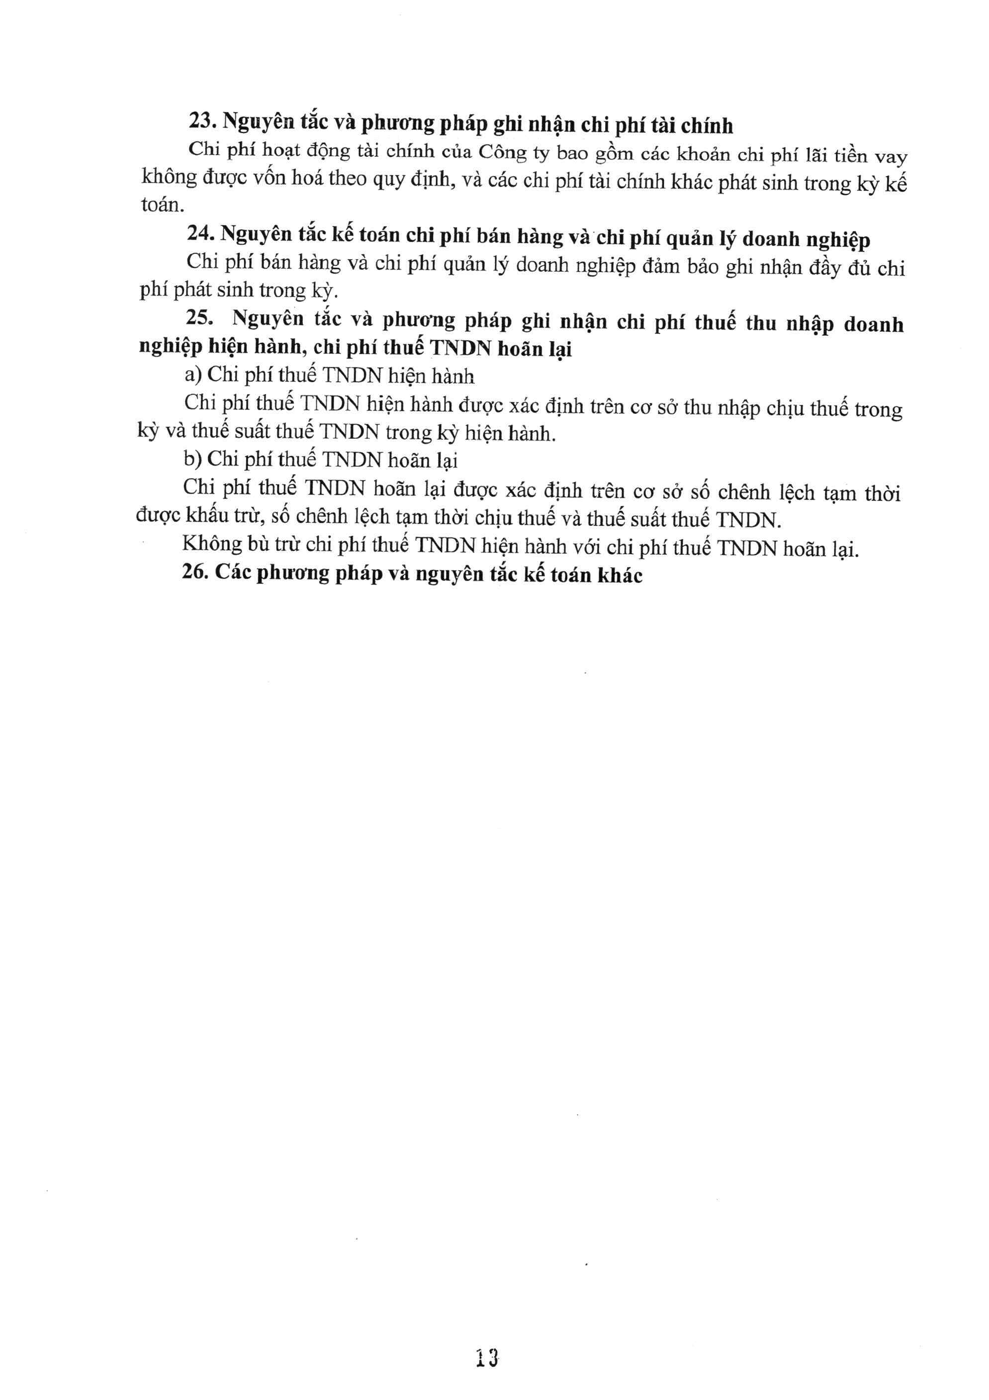 23. Nguyên tắc và phương pháp ghi nhận chi phí tài chính
Chi phí hoạt động tài chính của Công ty bao gồm các khoản chi phí lãi tiền vay
không được vốn hoá theo quy định, và các chi phí tài chính khác phát sinh trong kỳ kế
toán.
24. Nguyên tắc kế toán chi phí bán hàng và chi phí quản lý doanh nghiệp
Chi phí bán hàng và chi phí quản lý doanh nghiệp đảm bảo ghi nhận đầy đủ chi
phí phát sinh trong kỳ.
25. Nguyên tắc và phương pháp ghi nhận chi phí thuế thu nhập doanh
nghiệp hiện hành, chi phí thuế TNDN hoãn lại
a) Chi phí thuế TNDN hiện hành
Chi phí thuế TNDN hiện hành được xác định trên cơ sở thu nhập chịu thuế trong
kỳ và thuế suất thuế TNDN trong kỳ hiện hành.
b) Chi phí thuế TNDN hoãn lại
Chi phí thuế TNDN hoãn lại được xác định trên cơ sở số chênh lệch tạm thời
được khấu trừ, số chênh lệch tạm thời chịu thuế và thuế suất thuế TNDN.
Không bù trừ chi phí thuế TNDN hiện hành với chi phí thuế TNDN hoãn lại.
26. Các phương pháp và nguyên tắc kế toán khác
13